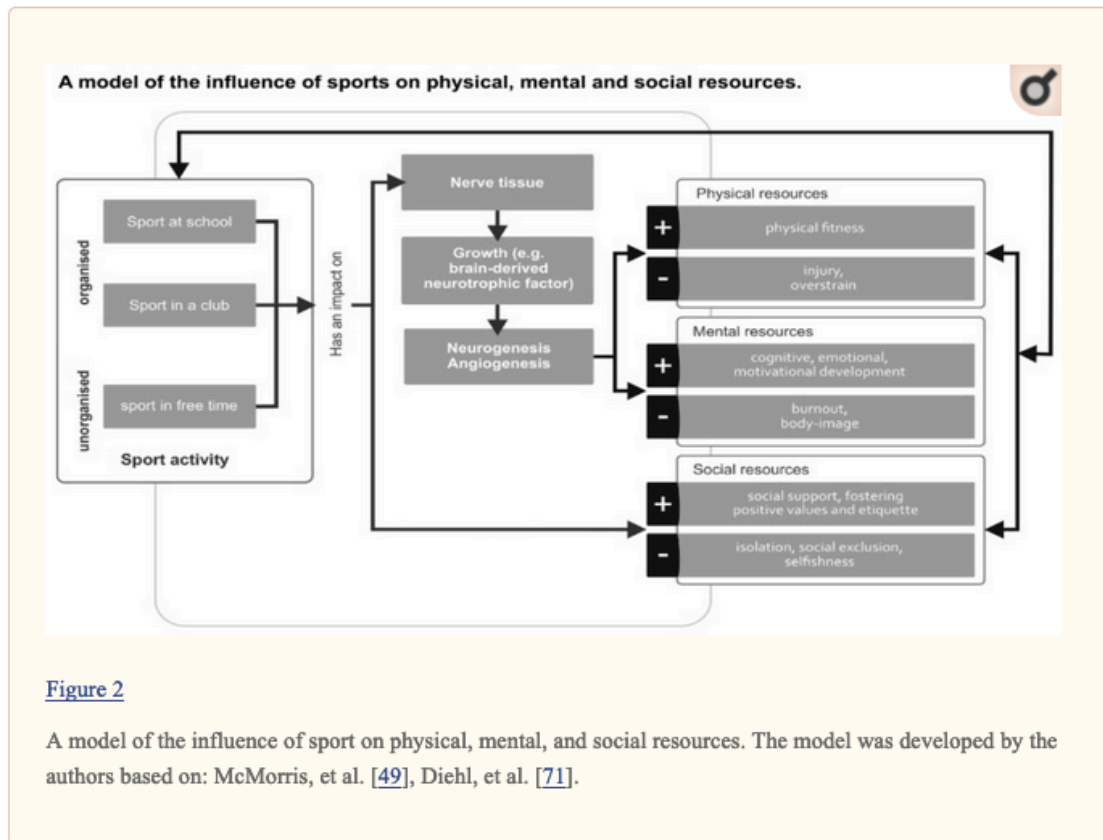 A model of the influence of sports on physical, mental and social resources.
organised
Sport at school
Sport in a club
unorganised
sport in free time
Sport activity
Has an impact on
Nerve tissue
Growth (e.g.
brain-derived
neurotrophic factor)
Neurogenesis
Angiogenesis
Physical resources
+
physical fitness
-
injury,
overstrain
Mental resources
+
cognitive, emotional,
motivational development
-
burnout,
body-image
Social resources
+
social support, fostering
positive values and etiquette
-
isolation, social exclusion,
selfishness
Figure 2
A model of the influence of sport on physical, mental, and social resources. The model was developed by the
authors based on: McMorris, et al. [49], Diehl, et al. [71].